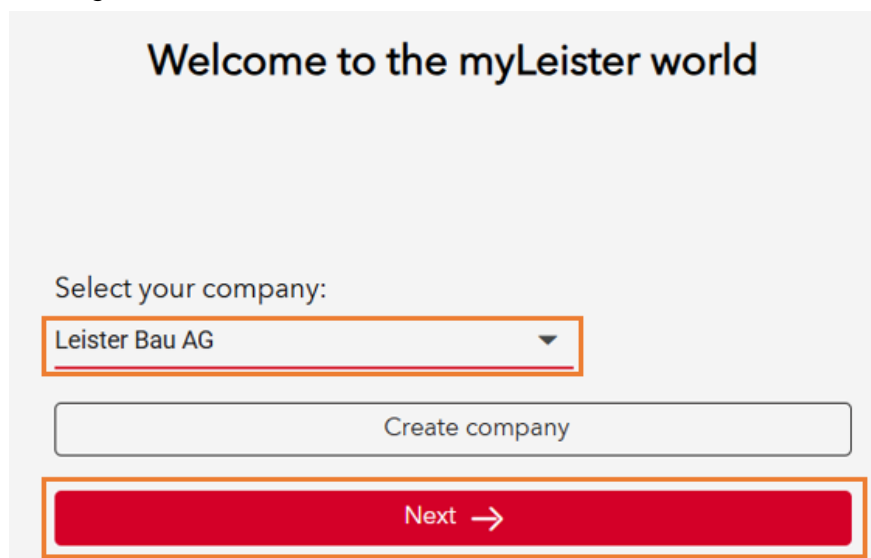 Welcome to the myLeister world
Select your company:
Leister Bau AG
Create company
Next →